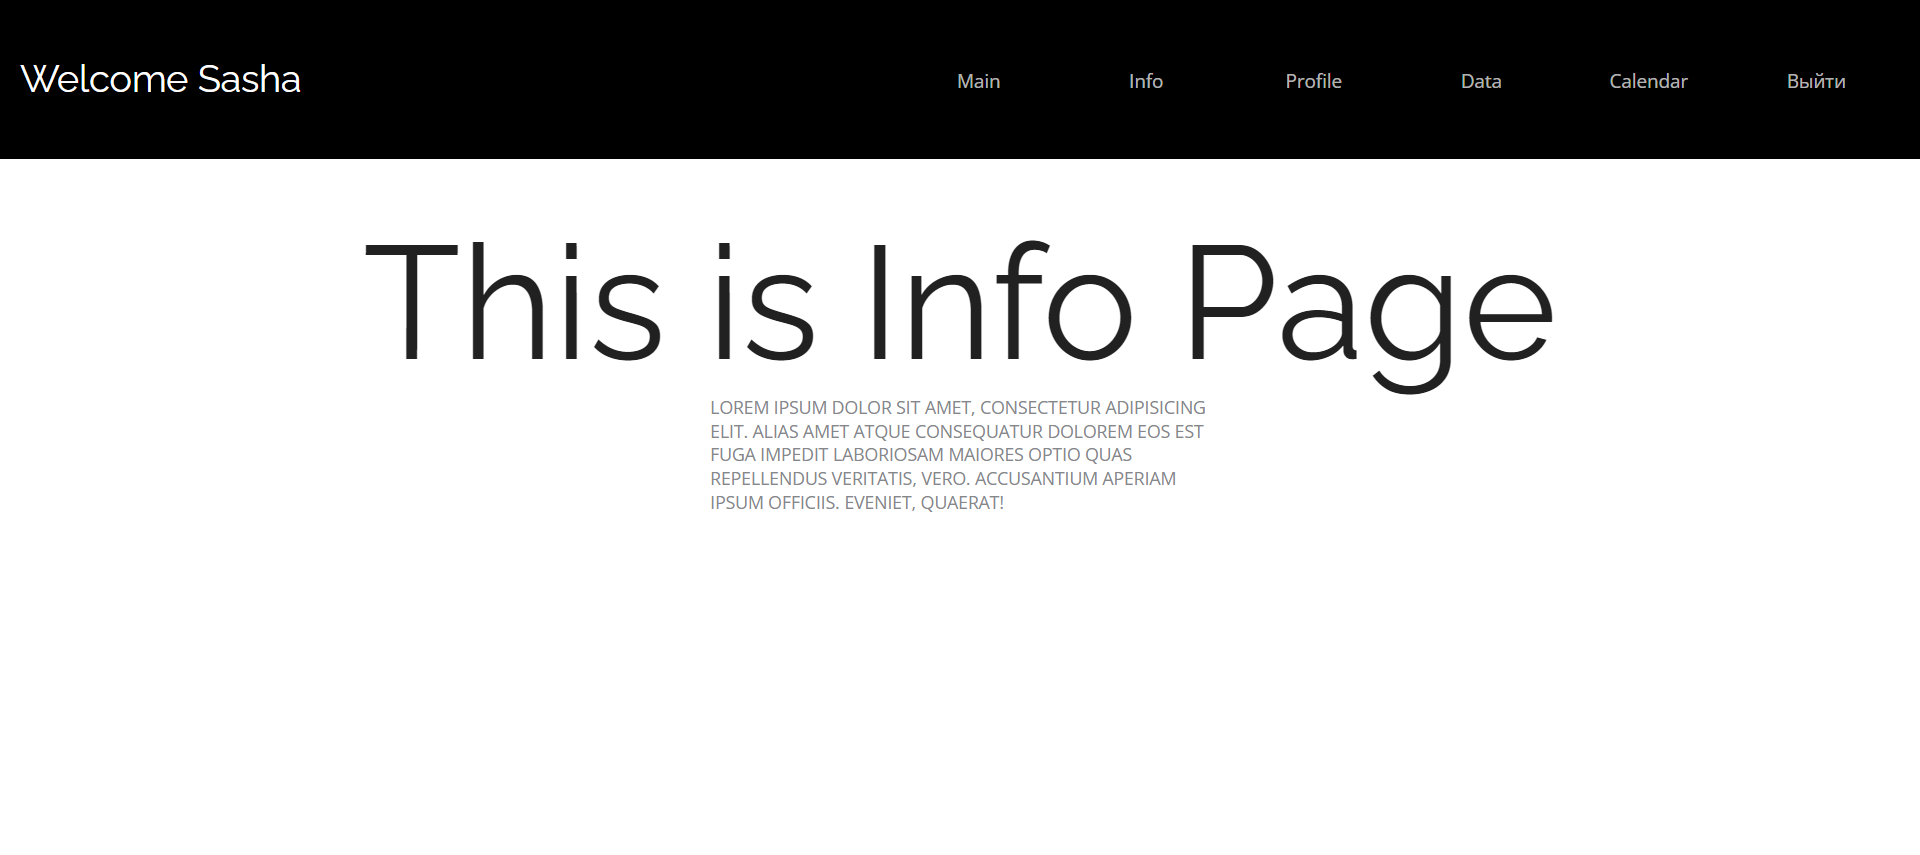 Welcome Sasha
Main Info Profile Data Calendar Выйти
This is Info Page
LOREM IPSUM DOLOR SIT AMET, CONSECTETUR ADIPISICING
ELIT. ALIAS AMET ATQUE CONSEQUATUR DOLOREM EOS EST
FUGA IMPEDIT LABORIOSAM MAIORES OPTIO QUAS
REPELLENDUS VERITATIS, VERO. ACCUSANTIUM APERIAM
IPSUM OFFICIIS. EVENIET, QUAERAT!